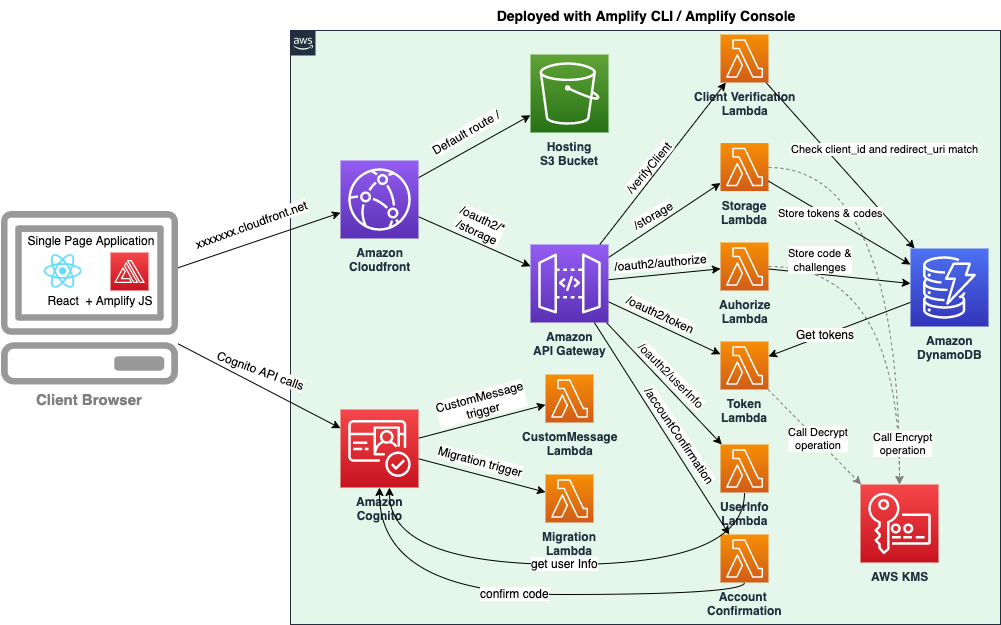 Deployed with Amplify CLI / Amplify Console
aws
Client Verification
Lambda
Hosting
S3 Bucket
Default route /
/verifyClient
Check client_id and redirect_uri match
xxxxxxx.cloudfront.net
Amazon
Cloudfront
/oauth2/*
/storage
/storage
Storage
Lambda
Store tokens & codes
Single Page Application
React + Amplify JS
/oauth2/authorize
Store code &
challenges
Auhorize
Lambda
Amazon
API Gateway
/oauth2/token
Get tokens
Amazon
DynamoDB
Client Browser
Cognito API calls
/oauth2/userInfo
Token
Lambda
CustomMessage
trigger
/accountConfirmation
CustomMessage
Lambda
Call Decrypt
operation
Call Encrypt
operation
Migration trigger
Amazon
Cognito
UserInfo
Lambda
Migration
Lambda
get user Info
AWS KMS
confirm code
Account
Confirmation